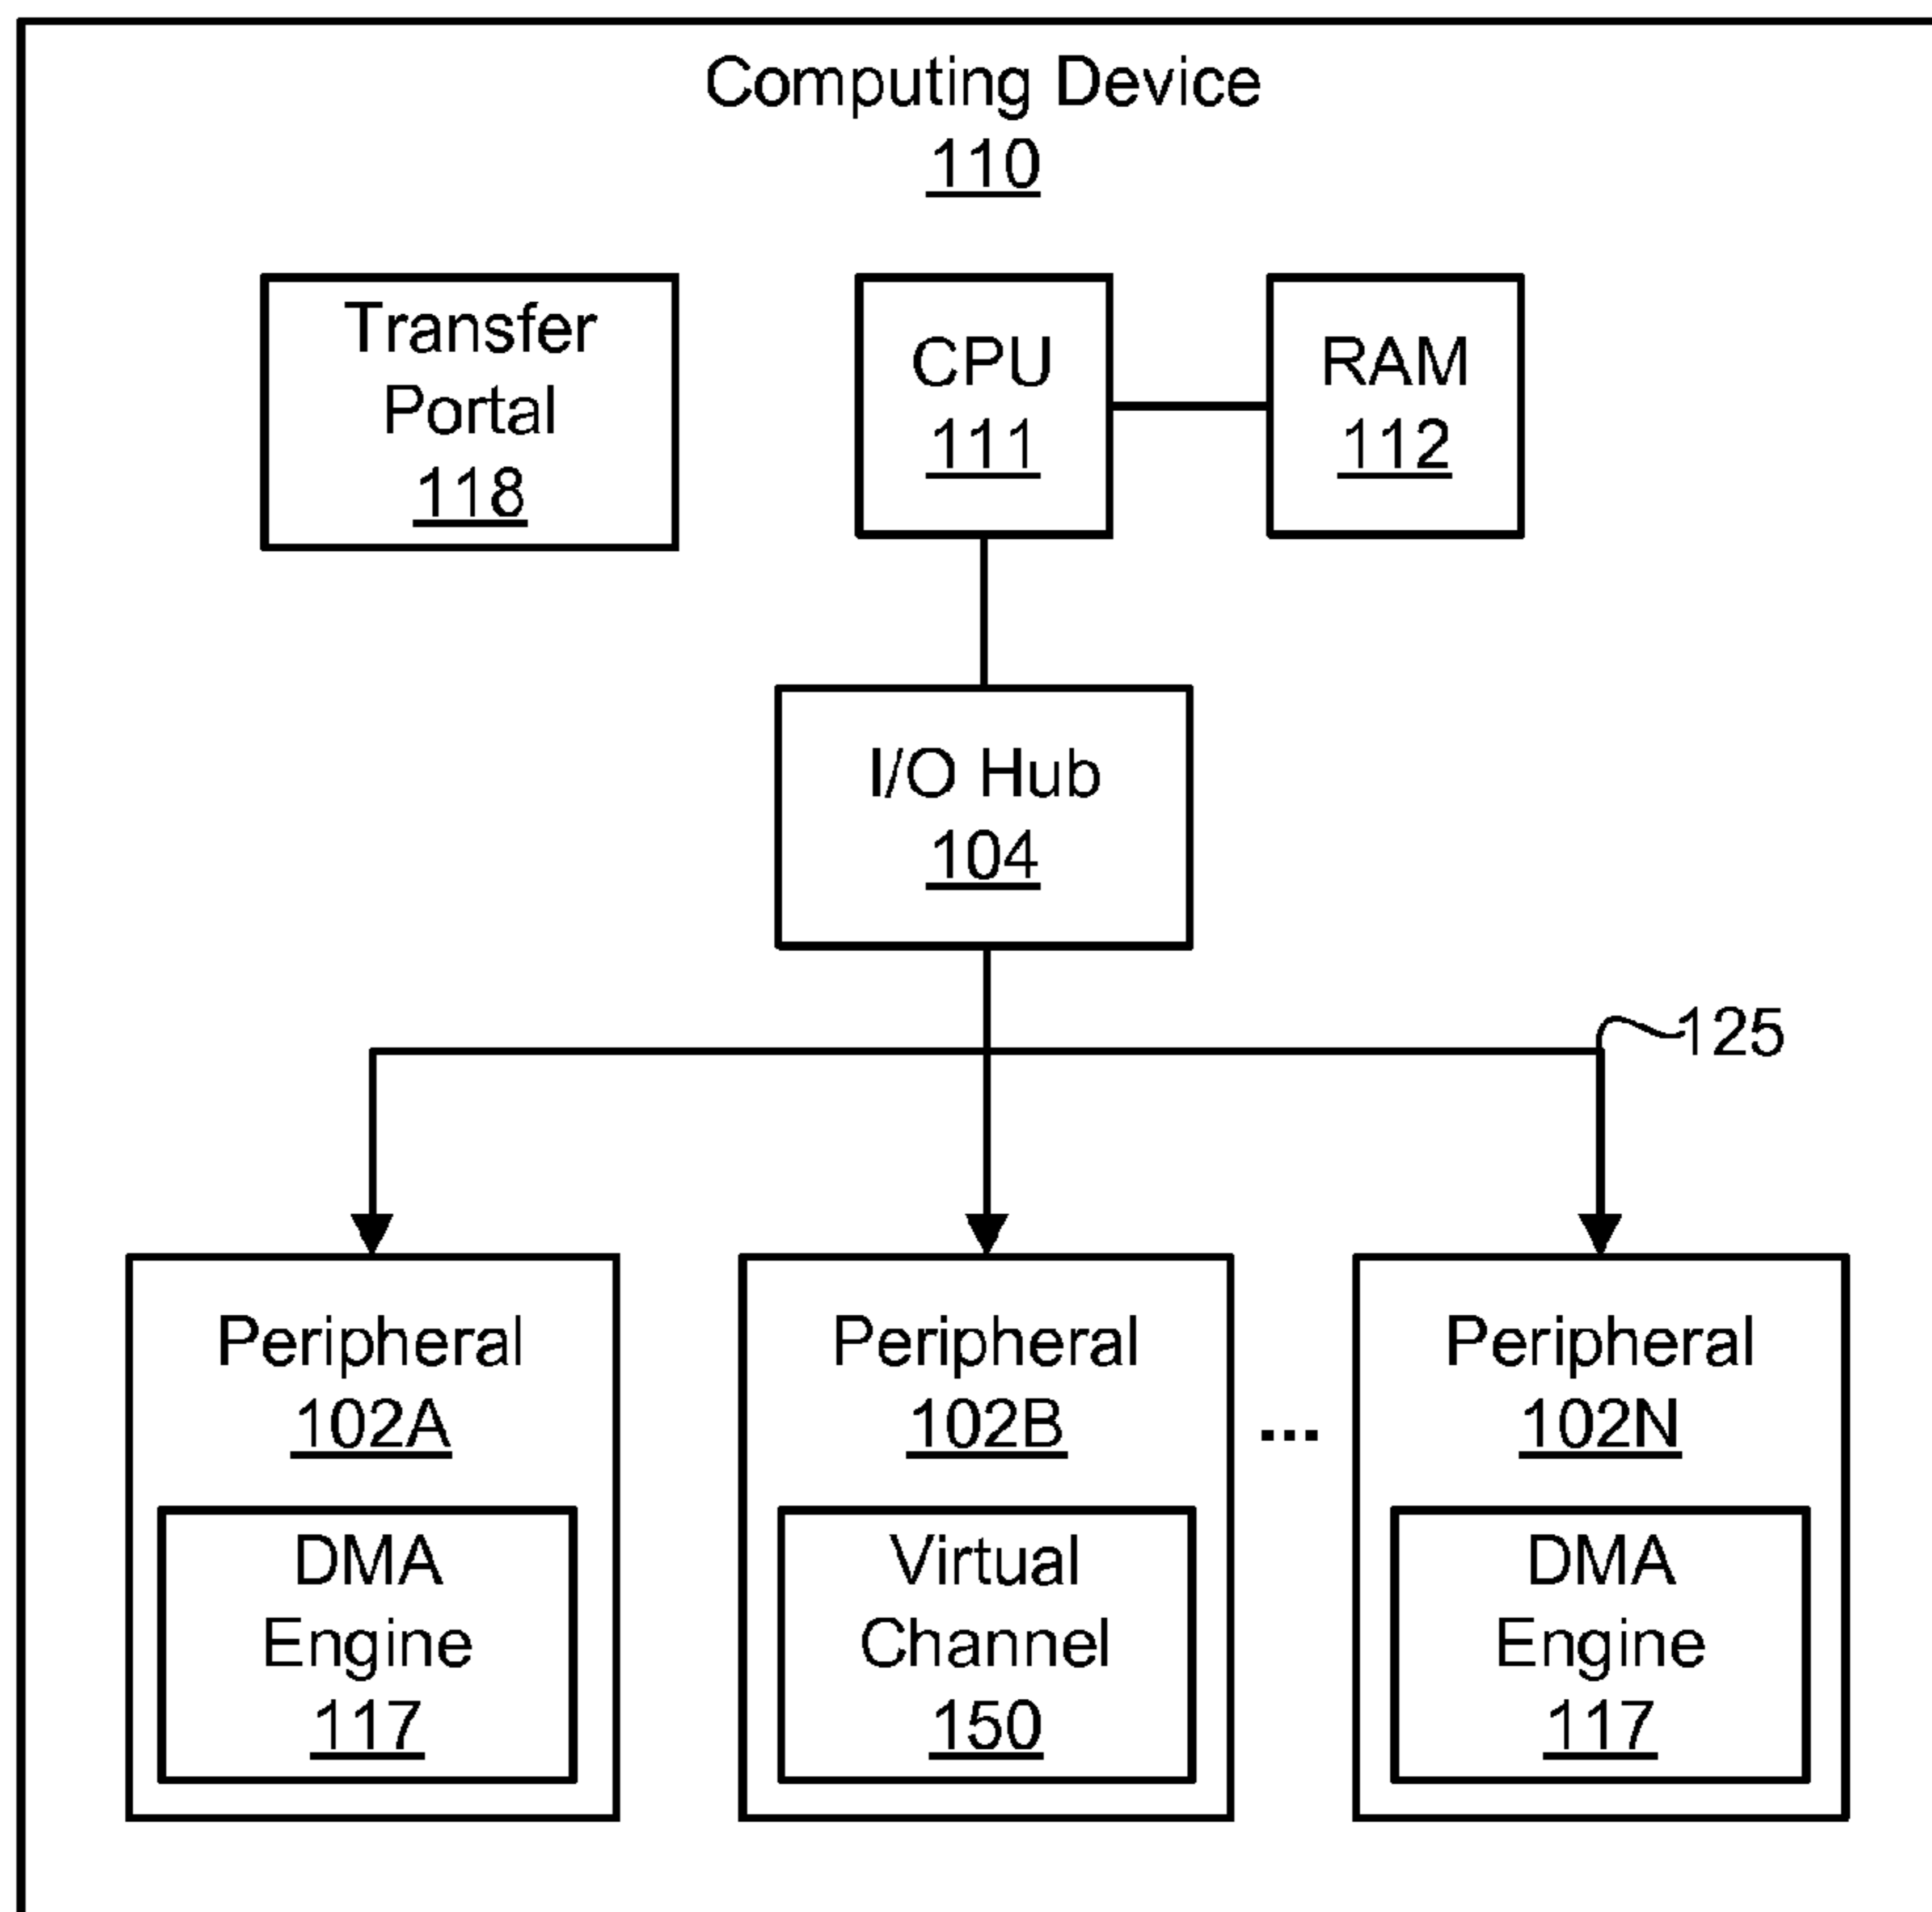 Computing Device
110
Transfer
Portal
118
CPU
111
RAM
112
I/O Hub
104
125
Peripheral
102A
DMA
Engine
117
Peripheral
102B
Virtual
Channel
150
...
Peripheral
102N
DMA
Engine
117